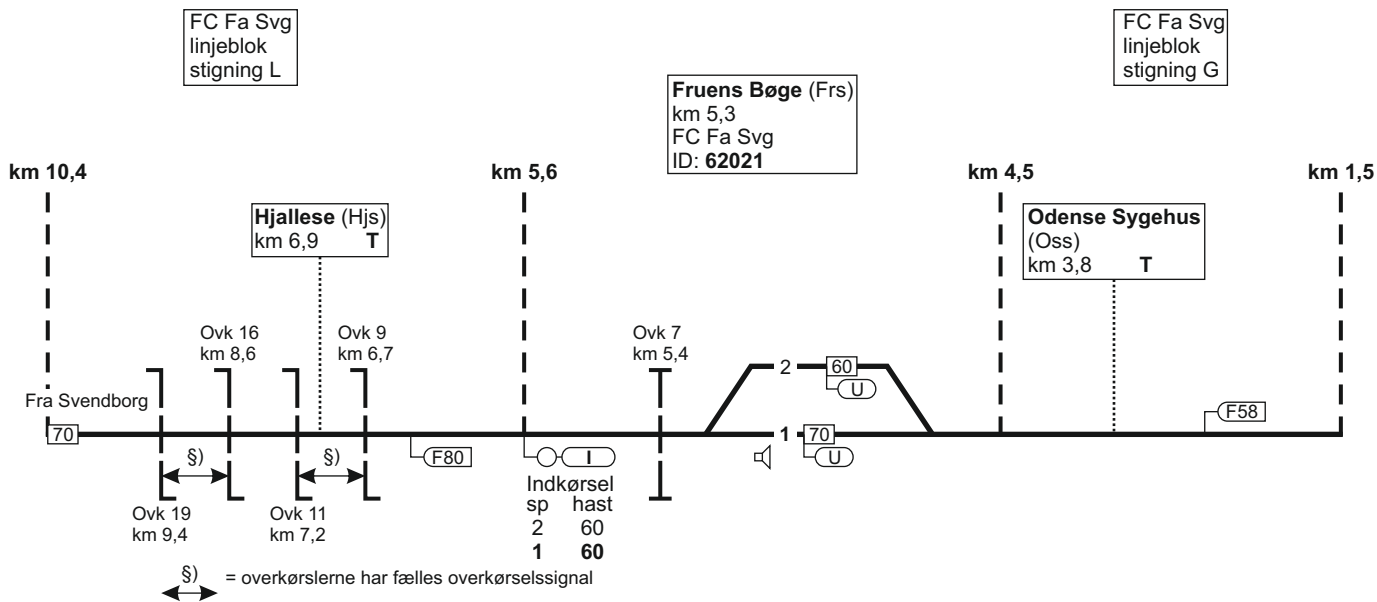 FC Fa Svg
linjeblok
stigning L
FC Fa Svg
linjeblok
stigning G
Fruens Bøge (Frs)
km 5,3
FC Fa Svg
ID: 62021
km 10,4
km 5,6
km 4,5
km 1,5
Hjallese (Hjs)
km 6,9 T
Odense Sygehus
(Oss)
km 3,8 T
Ovk 16
km 8,6
Ovk 9
km 6,7
Ovk 7
km 5,4
Fra Svendborg
2 60
U
F58
70
1 70
U
§)
§)
F80
I
Indkørsel
sp hast
2 60
1 60
Ovk 19
km 9,4
Ovk 11
km 7,2
§) = overkørslerne har fælles overkørselssignal